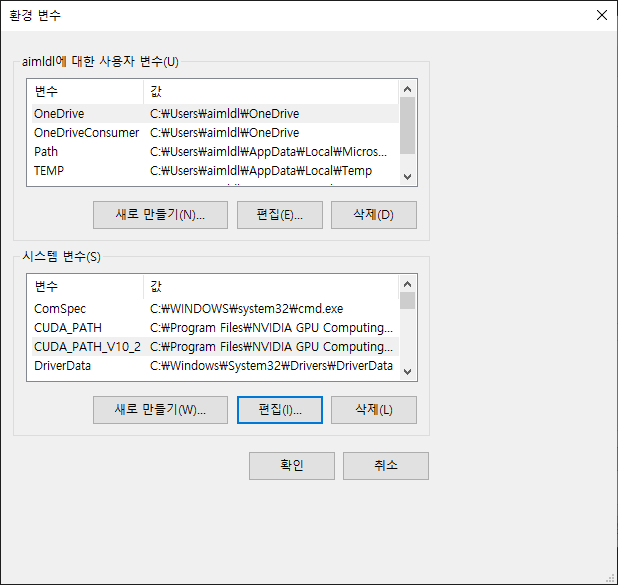 환경 변수
aimldl에 대한 사용자 변수(U)
변수 값
OneDrive C:₩Users₩aimldl₩OneDrive
OneDriveConsumer C:₩Users₩aimldl₩OneDrive
Path C:₩Users₩aimldl₩AppData₩Local₩Micros...
TEMP C:₩Users₩aimldl₩AppData₩Local₩Temp
새로 만들기(N)... 편집(E)... 삭제(D)
시스템 변수(S)
변수 값
ComSpec C:₩WINDOWS₩system32₩cmd.exe
CUDA_PATH C:₩Program Files₩NVIDIA GPU Computing...
CUDA_PATH_V10_2 C:₩Program Files₩NVIDIA GPU Computing...
DriverData C:₩Windows₩System32₩Drivers₩DriverData
새로 만들기(W)... 편집(I)... 삭제(L)
확인 취소